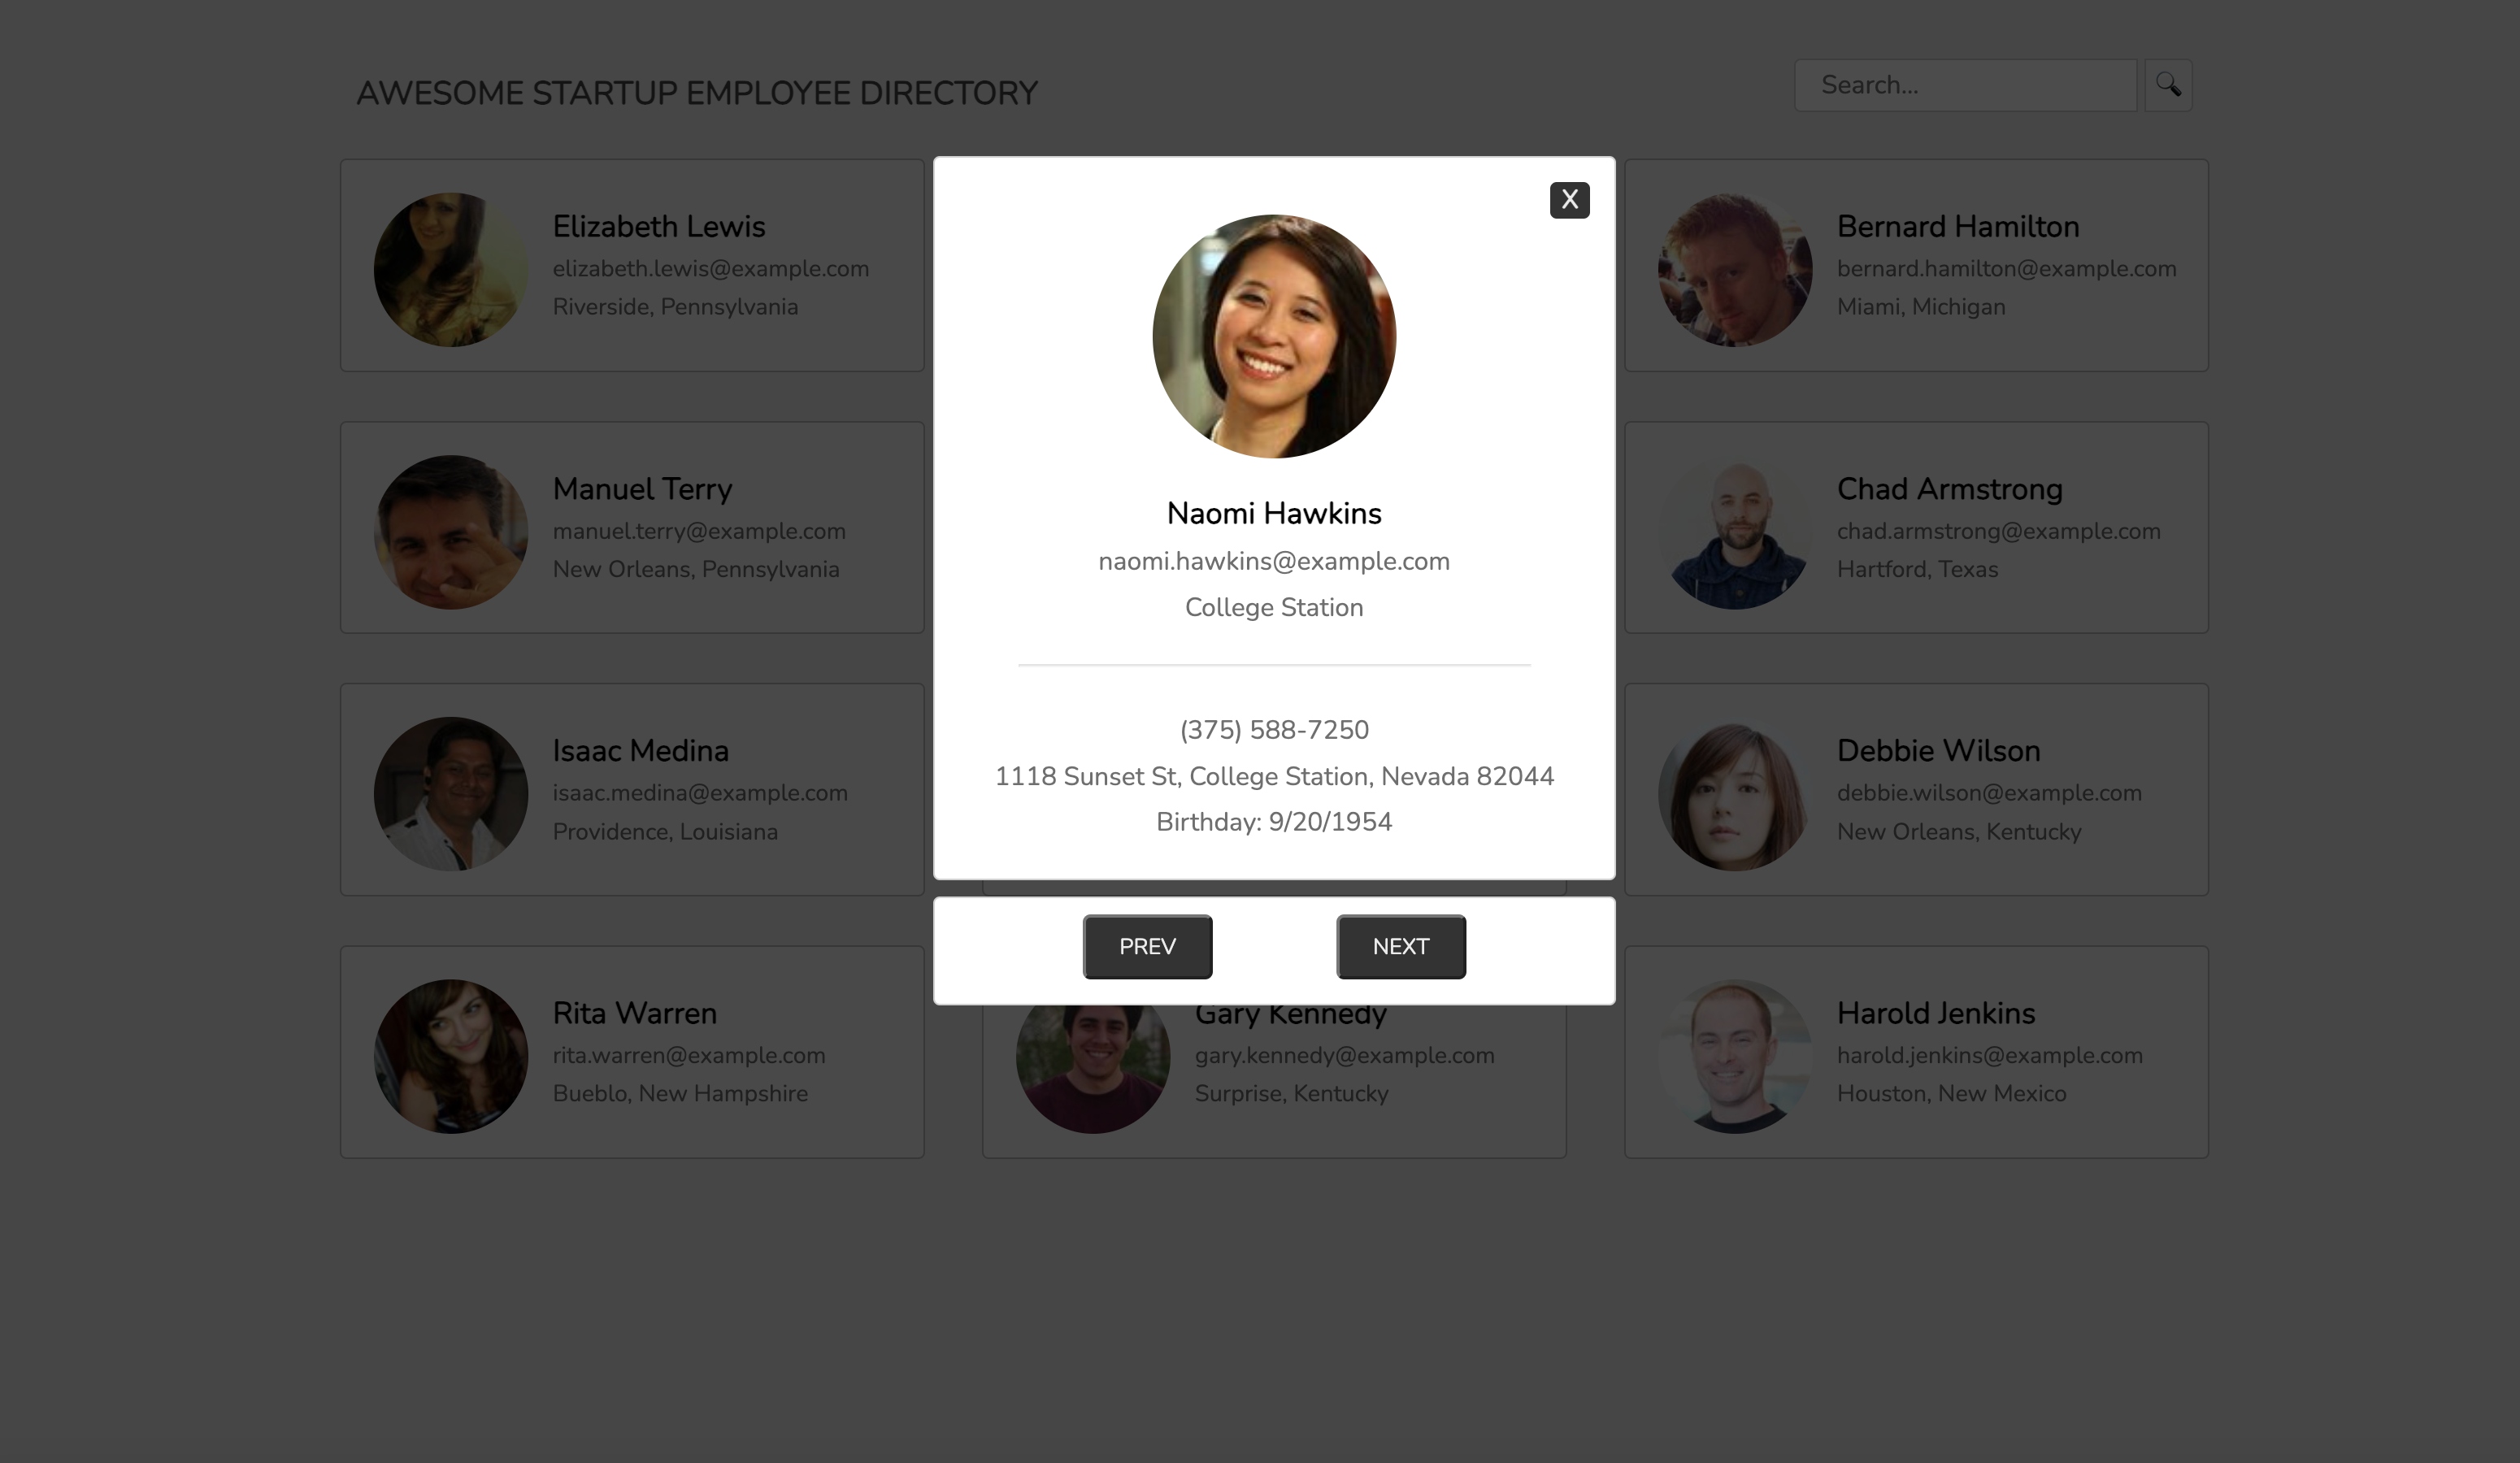 AWESOME STARTUP EMPLOYEE DIRECTORY
Search...
Elizabeth Lewis
elizabeth.lewis@example.com
Riverside, Pennsylvania
Bernard Hamilton
bernard.hamilton@example.com
Miami, Michigan
Manuel Terry
manuel.terry@example.com
New Orleans, Pennsylvania
Chad Armstrong
chad.armstrong@example.com
Hartford, Texas
Isaac Medina
isaac.medina@example.com
Providence, Louisiana
Debbie Wilson
debbie.wilson@example.com
New Orleans, Kentucky
Rita Warren
rita.warren@example.com
Bueblo, New Hampshire
Gary Kennedy
gary.kennedy@example.com
Surprise, Kentucky
Harold Jenkins
harold.jenkins@example.com
Houston, New Mexico
X
Naomi Hawkins
naomi.hawkins@example.com
College Station
(375) 588-7250
1118 Sunset St, College Station, Nevada 82044
Birthday: 9/20/1954
PREV
NEXT